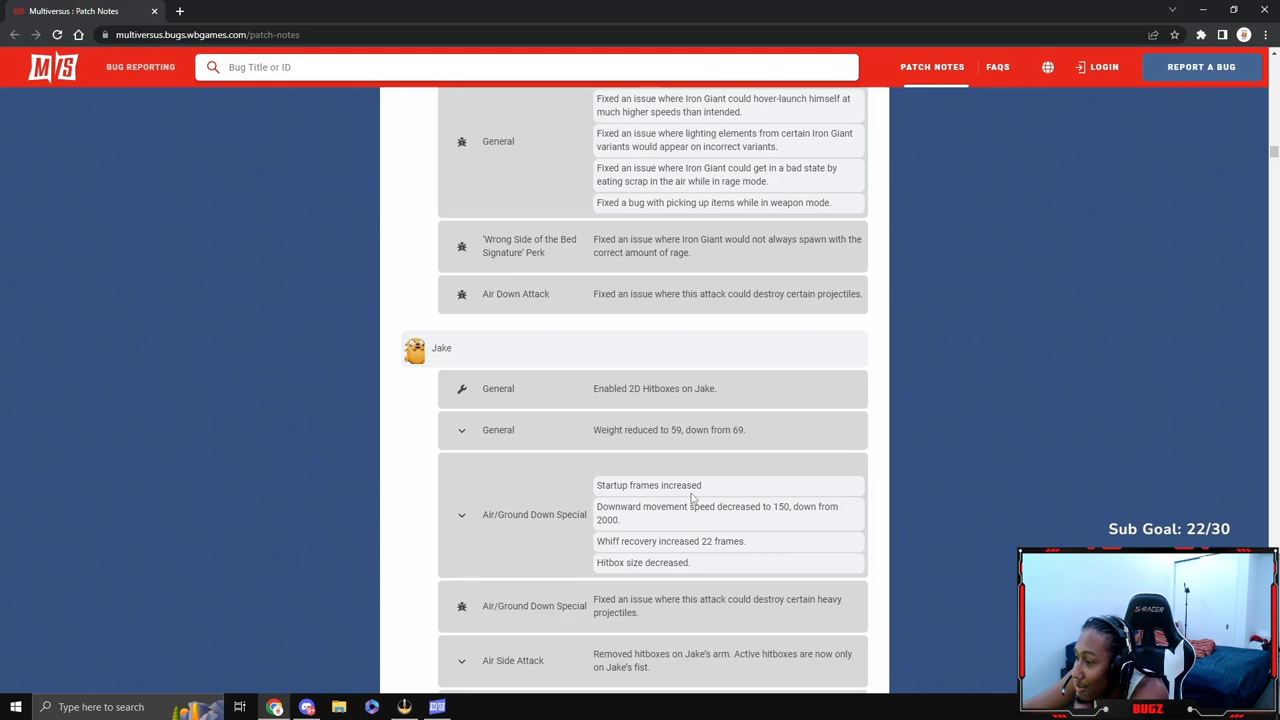 Multiversus : Patch Notes
multiversus.bugs.wbgames.com/patch-notes
M/S
BUG REPORTING
Bug Title or ID
PATCH NOTES
FAQS
LOGIN
REPORT A BUG
General
Fixed an issue where Iron Giant could hover-launch himself at
much higher speeds than intended.
Fixed an issue where lighting elements from certain Iron Giant
variants would appear on incorrect variants.
Fixed an issue where Iron Giant could get in a bad state by
eating scrap in the air while in rage mode.
Fixed a bug with picking up items while in weapon mode.
'Wrong Side of the Bed
Signature' Perk
Fixed an issue where Iron Giant would not always spawn with the
correct amount of rage.
Air Down Attack
Fixed an issue where this attack could destroy certain projectiles.
Jake
General
Enabled 2D Hitboxes on Jake.
General
Weight reduced to 59, down from 69.
Air/Ground Down Special
Startup frames increased
Downward movement speed decreased to 150, down from
2000.
Whiff recovery increased 22 frames.
Hitbox size decreased.
Air/Ground Down Special
Fixed an issue where this attack could destroy certain heavy
projectiles.
Air Side Attack
Removed hitboxes on Jake's arm. Active hitboxes are now only
on Jake's fist.
Sub Goal: 22/30
S-RACER
BUGZ
Type here to search